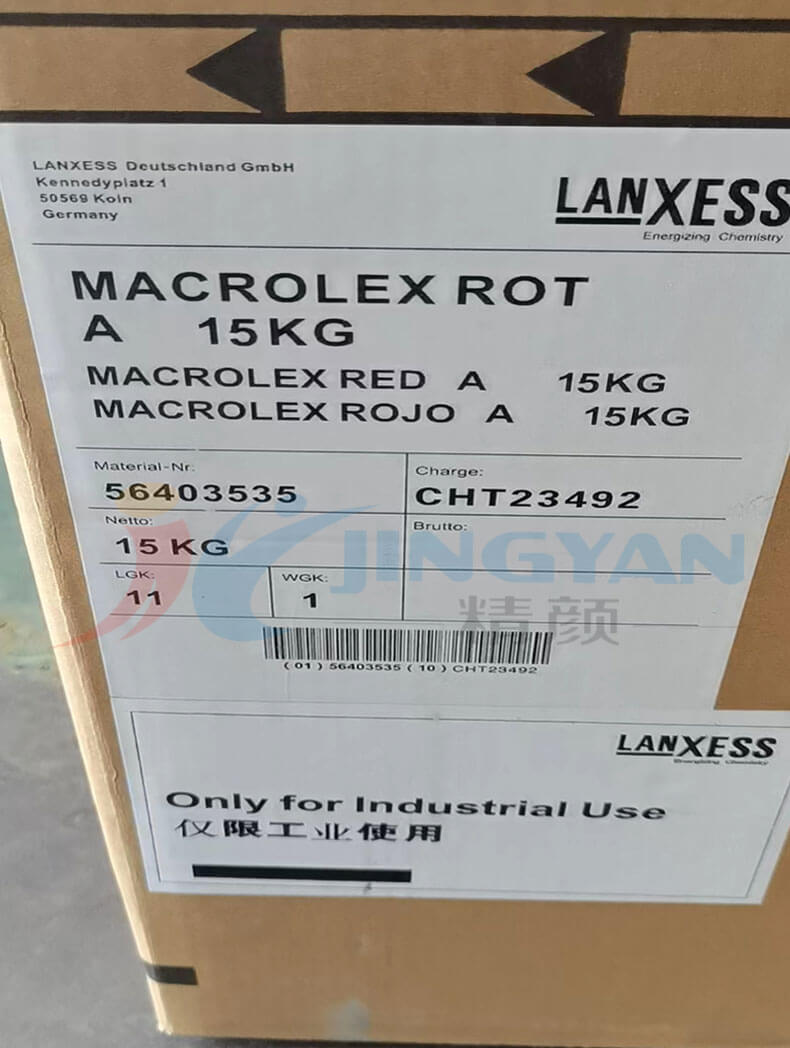 LANXESS Deutschland GmbH
Kennedyplatz 1
50569 Koln
Germany
LANXESS
Energizing Chemistry
MACROLEX ROT
A 15KG
MACROLEX RED A 15KG
MACROLEX ROJO A 15KG
Material-Nr:
56403535
Charge:
CHT23492
Netto:
15 KG
Brutto:
LGK:
11
WGK:
1
JINGYAN
精颜
(01) 56403535 (10) CHT23492
LANXESS
Energizing Chemistry
Only for Industrial Use
仅限工业使用